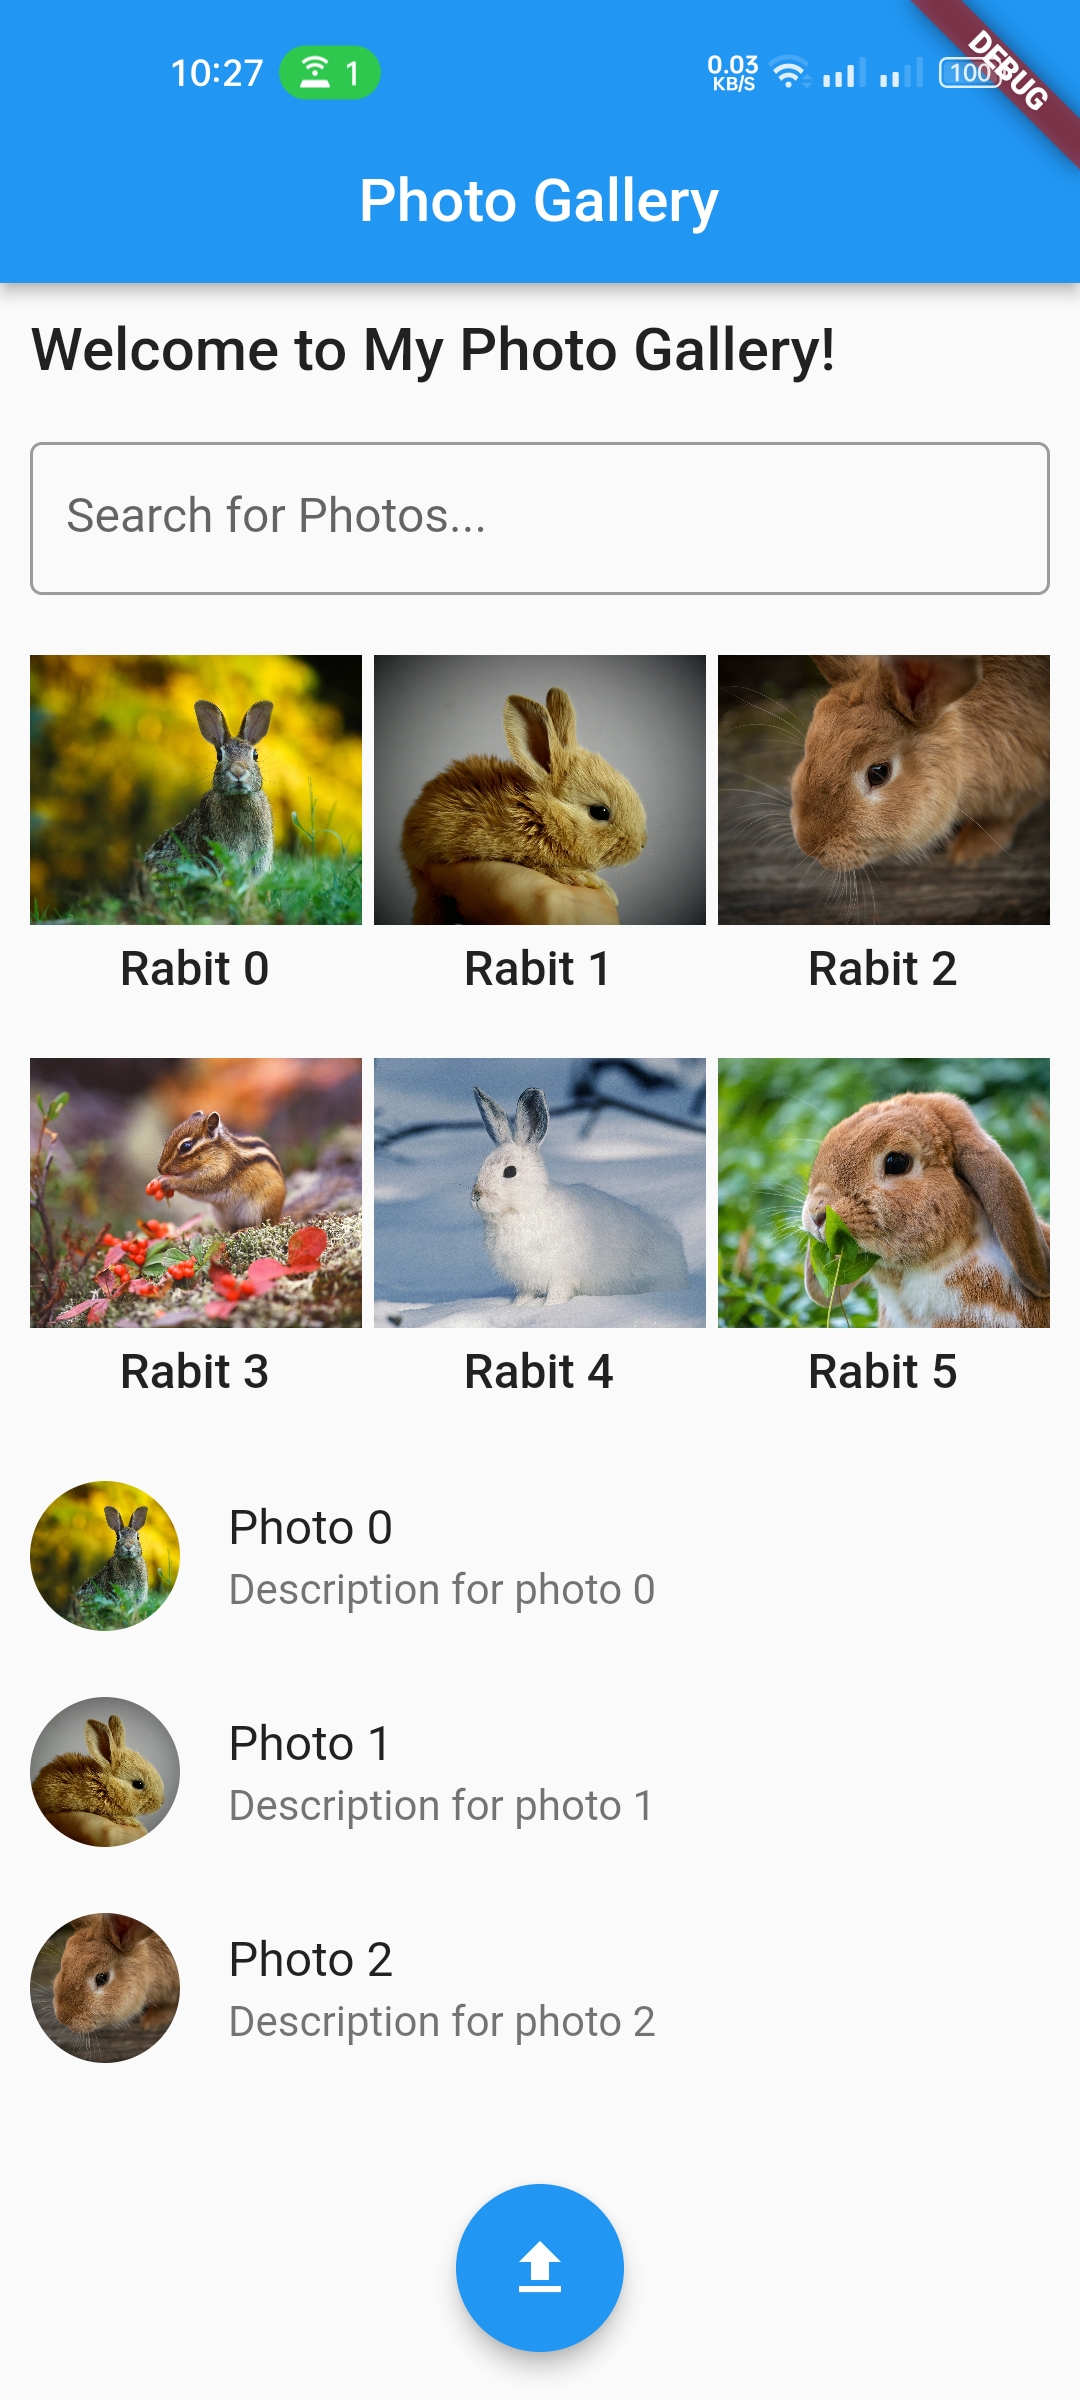 10:27 1 0.03 KB/S 100 DEBUG
Photo Gallery
Welcome to My Photo Gallery!
Search for Photos...
Rabit 0 Rabit 1 Rabit 2
Rabit 3 Rabit 4 Rabit 5
Photo 0
Description for photo 0
Photo 1
Description for photo 1
Photo 2
Description for photo 2